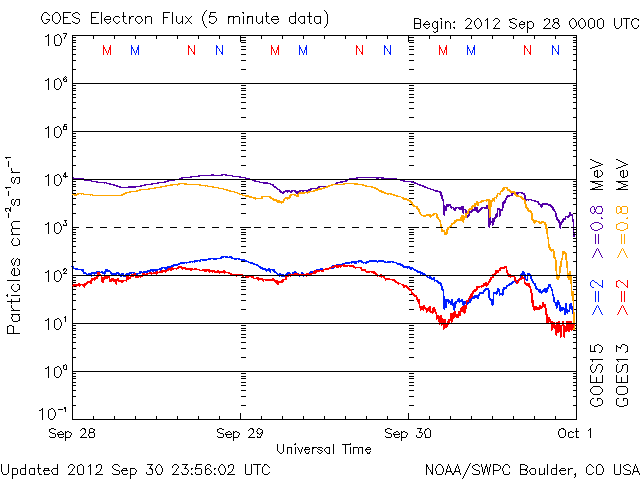 GOES Electron Flux (5 minute data)
Begin: 2012 Sep 28 0000 UTC
10⁷
M M N N M M N N M M N N
10⁶
10⁵
10⁴
10³
10²
10¹
10⁰
10⁻¹
Particles cm⁻²s⁻¹sr⁻¹
GOES15 >=2 >=0.8 MeV
GOES13 >=2 >=0.8 MeV
Sep 28 Sep 29 Sep 30 Oct 1
Universal Time
Updated 2012 Sep 30 23:56:02 UTC
NOAA/SWPC Boulder, CO USA